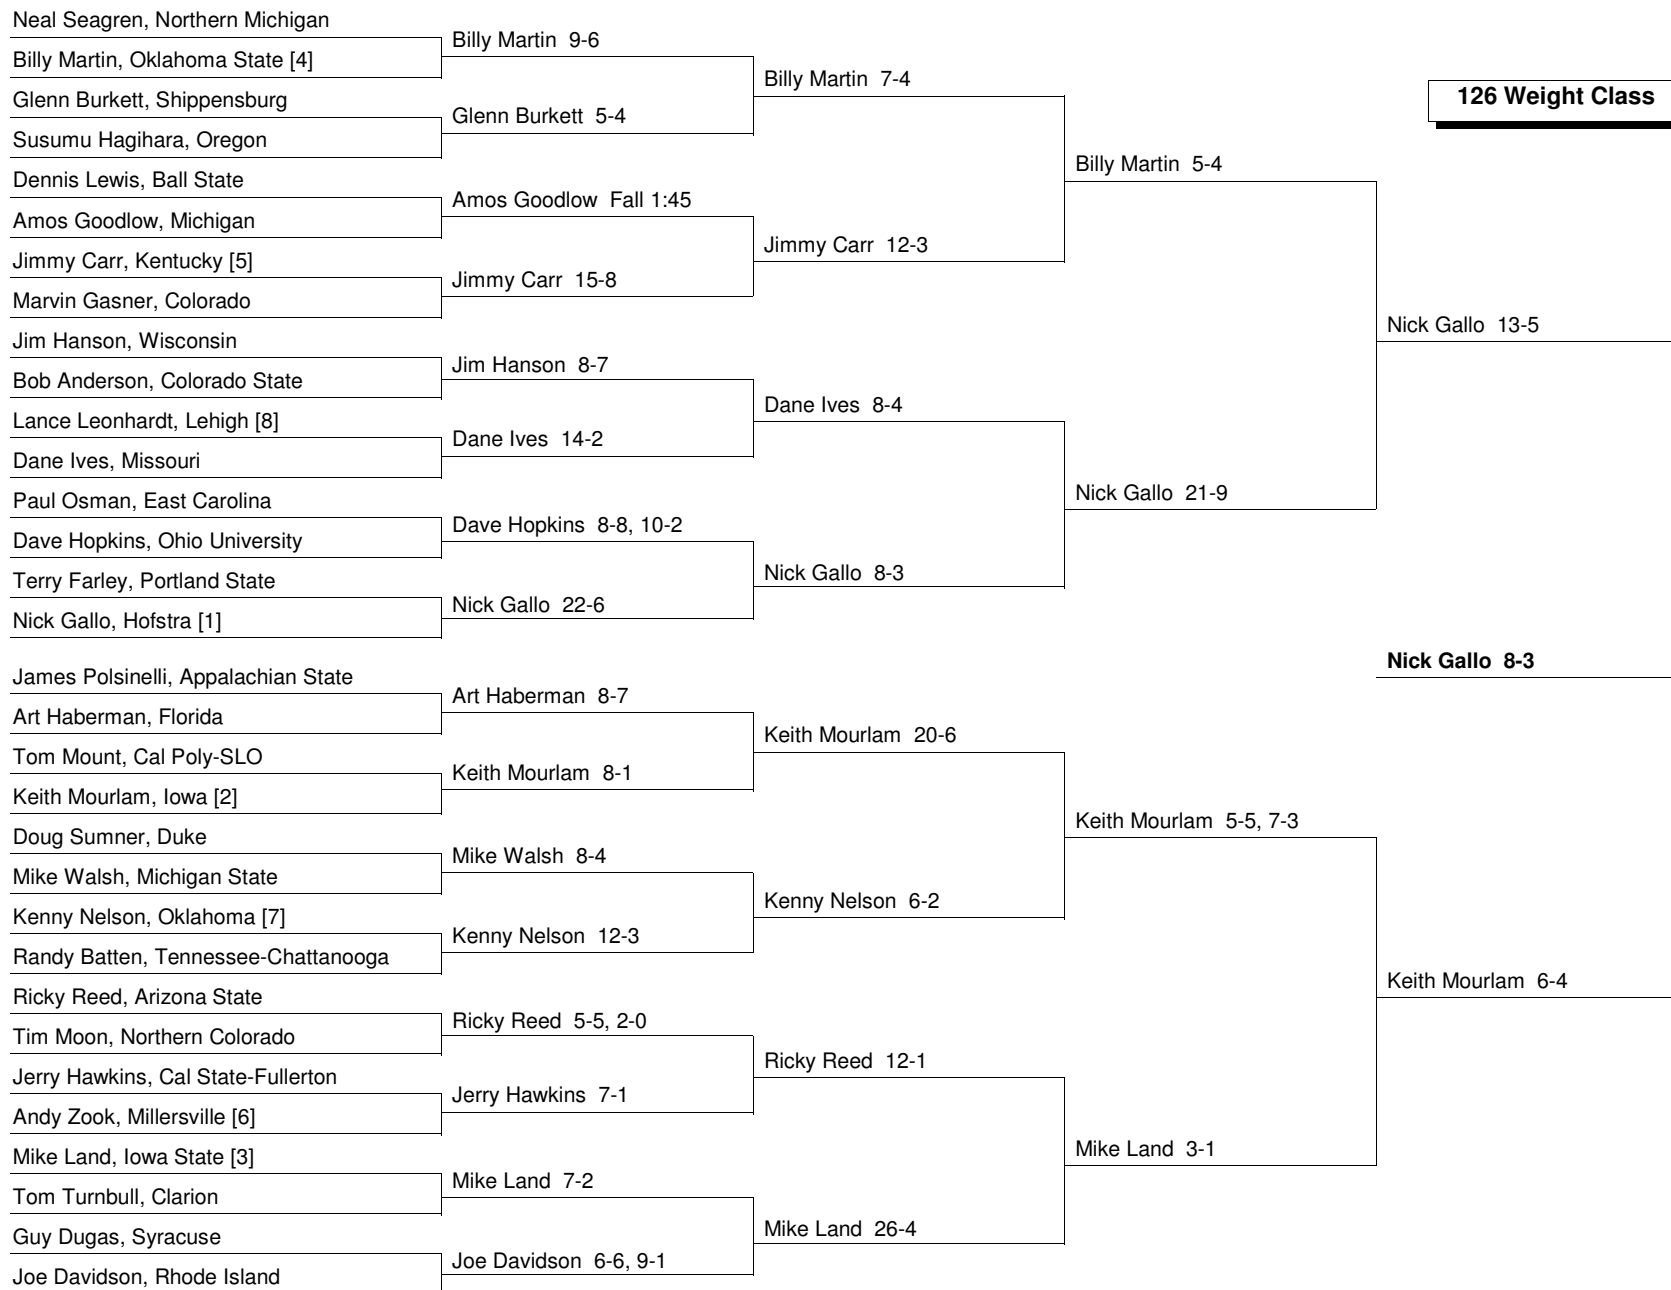 Neal Seagren, Northern Michigan
Billy Martin, Oklahoma State [4]
Glenn Burkett, Shippensburg
Susumu Hagihara, Oregon
Dennis Lewis, Ball State
Amos Goodlow, Michigan
Jimmy Carr, Kentucky [5]
Marvin Gasner, Colorado
Jim Hanson, Wisconsin
Bob Anderson, Colorado State
Lance Leonhardt, Lehigh [8]
Dane Ives, Missouri
Paul Osman, East Carolina
Dave Hopkins, Ohio University
Terry Farley, Portland State
Nick Gallo, Hofstra [1]
James Polsinelli, Appalachian State
Art Haberman, Florida
Tom Mount, Cal Poly-SLO
Keith Mourlam, Iowa [2]
Doug Sumner, Duke
Mike Walsh, Michigan State
Kenny Nelson, Oklahoma [7]
Randy Batten, Tennessee-Chattanooga
Ricky Reed, Arizona State
Tim Moon, Northern Colorado
Jerry Hawkins, Cal State-Fullerton
Andy Zook, Millersville [6]
Mike Land, Iowa State [3]
Tom Turnbull, Clarion
Guy Dugas, Syracuse
Joe Davidson, Rhode Island
Billy Martin 9-6
Glenn Burkett 5-4
Amos Goodlow Fall 1:45
Jimmy Carr 15-8
Jim Hanson 8-7
Dane Ives 14-2
Dave Hopkins 8-8, 10-2
Nick Gallo 22-6
Art Haberman 8-7
Keith Mourlam 8-1
Mike Walsh 8-4
Kenny Nelson 12-3
Ricky Reed 5-5, 2-0
Jerry Hawkins 7-1
Mike Land 7-2
Joe Davidson 6-6, 9-1
Billy Martin 7-4
Jimmy Carr 12-3
Dane Ives 8-4
Nick Gallo 8-3
Keith Mourlam 20-6
Kenny Nelson 6-2
Ricky Reed 12-1
Mike Land 26-4
Billy Martin 5-4
Nick Gallo 21-9
Keith Mourlam 5-5, 7-3
Mike Land 3-1
126 Weight Class
Nick Gallo 13-5
Nick Gallo 8-3
Keith Mourlam 6-4